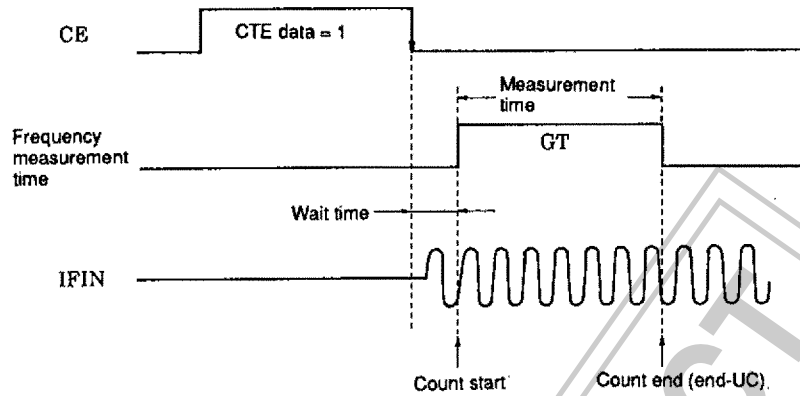 CE
CTE data = 1
Measurement
time
Frequency
measurement
time
GT
Wait time
IFIN
Count start
Count end (end-UC)
CT